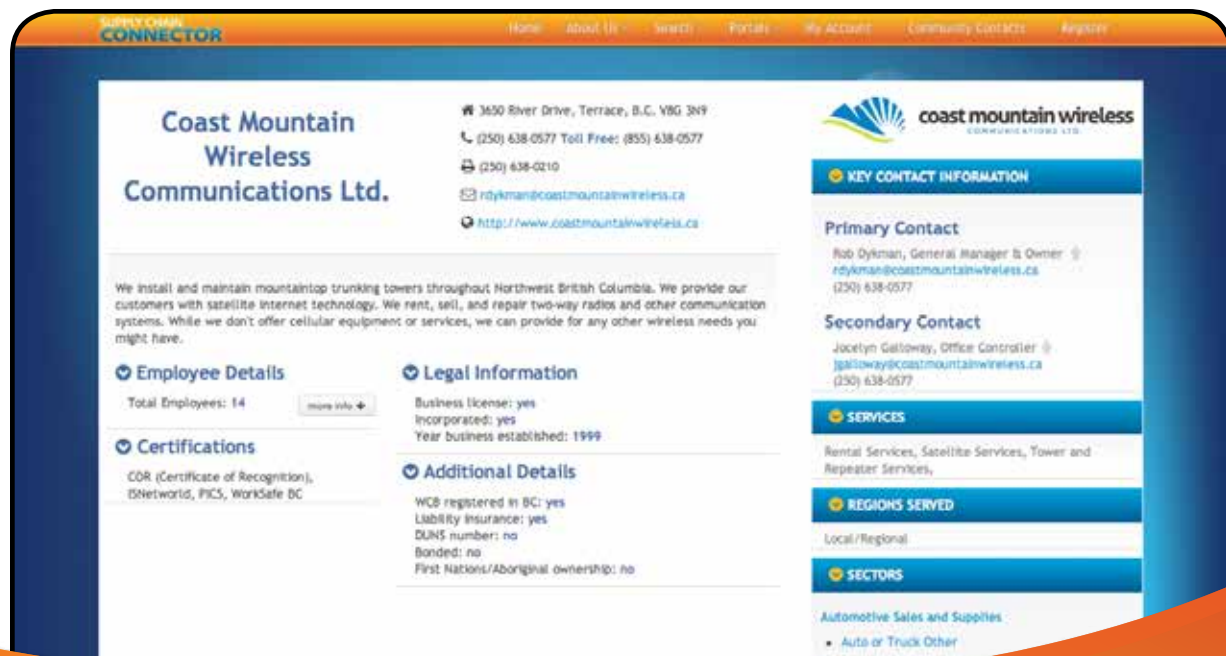 SUPPLY CHAIN
CONNECTOR
Home About Us Search Portals My Account Community Contacts Register
Coast Mountain
Wireless
Communications Ltd.
3650 River Drive, Terrace, B.C. V8G 3N9
(250) 638-0577 Toll Free: (855) 638-0577
(250) 638-0210
rdykman@coastmountainwireless.ca
http://www.coastmountainwireless.ca
We install and maintain mountaintop trunking towers throughout Northwest British Columbia. We provide our
customers with satellite internet technology. We rent, sell, and repair two-way radios and other communication
systems. While we don't offer cellular equipment or services, we can provide for any other wireless needs you
might have.
Employee Details
Total Employees: 14 more info
Certifications
COR (Certificate of Recognition),
ISNetworld, PICS, WorkSafe BC
Legal Information
Business license: yes
Incorporated: yes
Year business established: 1999
Additional Details
WCB registered in BC: yes
Liability insurance: yes
DUNS number: no
Bonded: no
First Nations/Aboriginal ownership: no
coast mountain wireless
COMMUNICATIONS LTD.
KEY CONTACT INFORMATION
Primary Contact
Rob Dykman, General Manager & Owner
rdykman@coastmountainwireless.ca
(250) 638-0577
Secondary Contact
Jocelyn Galloway, Office Controller
jgalloway@coastmountainwireless.ca
(250) 638-0577
SERVICES
Rental Services, Satellite Services, Tower and
Repeater Services,
REGIONS SERVED
Local/Regional
SECTORS
Automotive Sales and Supplies
• Auto or Truck Other